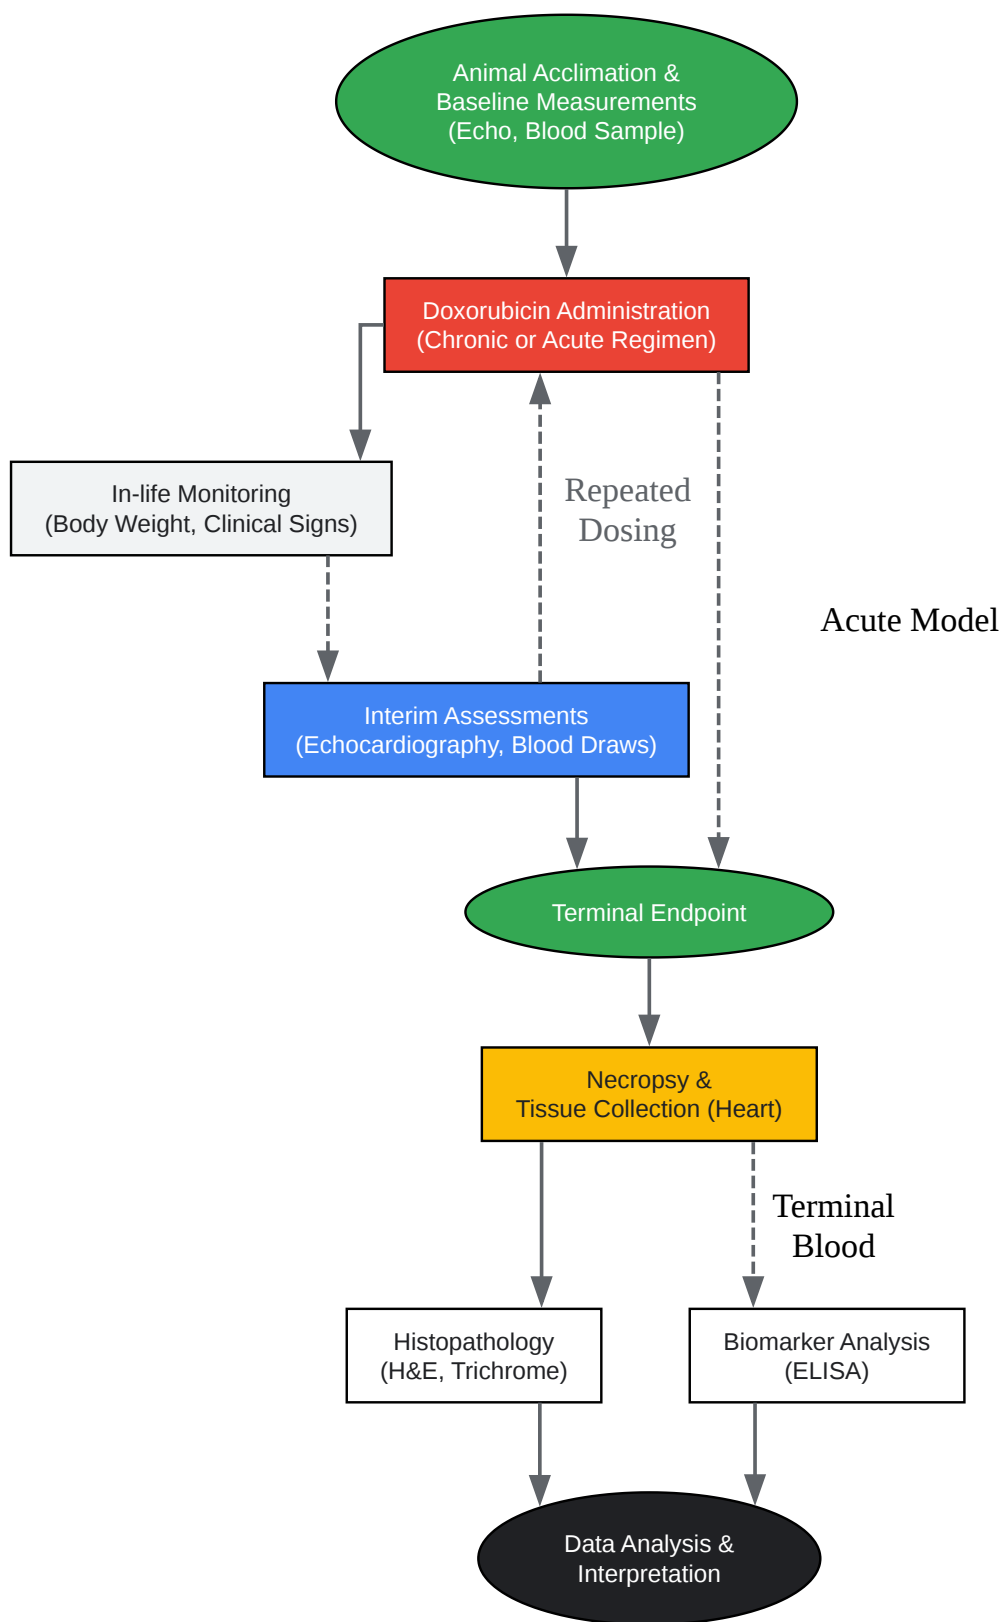 Animal Acclimation &
Baseline Measurements
(Echo, Blood Sample)
Doxorubicin Administration
(Chronic or Acute Regimen)
In-life Monitoring
(Body Weight, Clinical Signs)
Repeated
Dosing
Acute Model
Interim Assessments
(Echocardiography, Blood Draws)
Terminal Endpoint
Necropsy &
Tissue Collection (Heart)
Terminal
Blood
Histopathology
(H&E, Trichrome)
Biomarker Analysis
(ELISA)
Data Analysis &
Interpretation